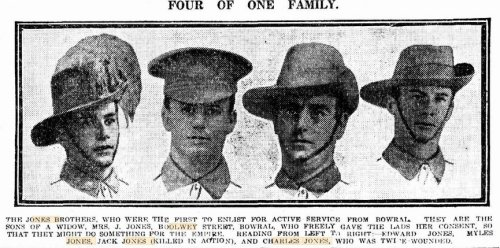 FOUR OF ONE FAMILY.
THE JONES BROTHERS, WHO WERE THE FIRST TO ENLIST FOR ACTIVE SERVICE FROM BOWRAL. THEY ARE THE
SONS OF A WIDOW, MRS. J. JONES, BOOLWEY STREET, BOWRAL, WHO FREELY GAVE THE LADS HER CONSENT, SO
THAT THEY MIGHT DO SOMETHING FOR THE EMPIRE. READING FROM LEFT TO RIGHT:—EDWARD JONES, MYLES
JONES, JACK JONES (KILLED IN ACTION), AND CHARLES JONES, WHO WAS TWICE WOUNDED.